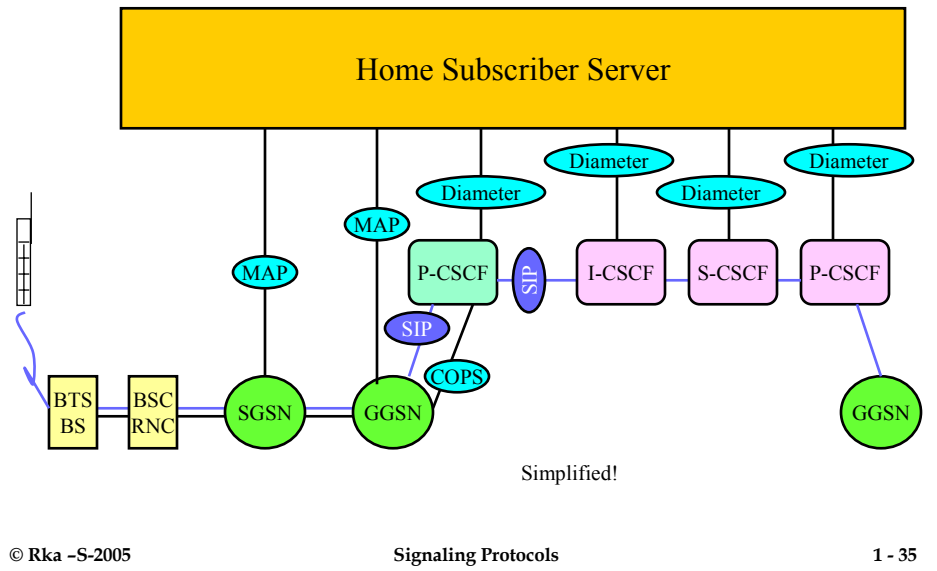 Home Subscriber Server
Diameter
Diameter
Diameter
Diameter
MAP
MAP
P-CSCF
SIP
I-CSCF
S-CSCF
P-CSCF
SIP
COPS
BTS
BS
BSC
RNC
SGSN
GGSN
GGSN
Simplified!
© Rka –S-2005 Signaling Protocols 1 - 35